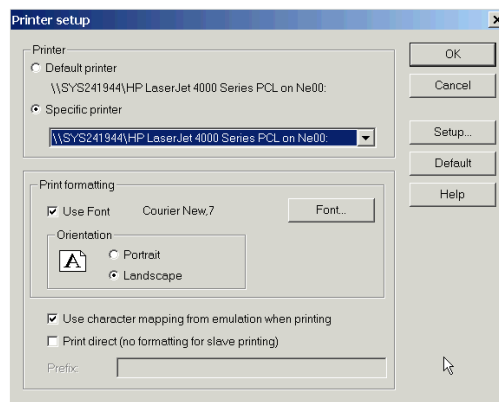 Printer setup
Printer
Default printer
\\SYS241944\HP LaserJet 4000 Series PCL on Ne00:
Specific printer
\\SYS241944\HP LaserJet 4000 Series PCL on Ne00:
OK
Cancel
Setup...
Default
Help
Print formatting
Use Font Courier New,7 Font...
Orientation
A
Portrait
Landscape
Use character mapping from emulation when printing
Print direct (no formatting for slave printing)
Prefix: